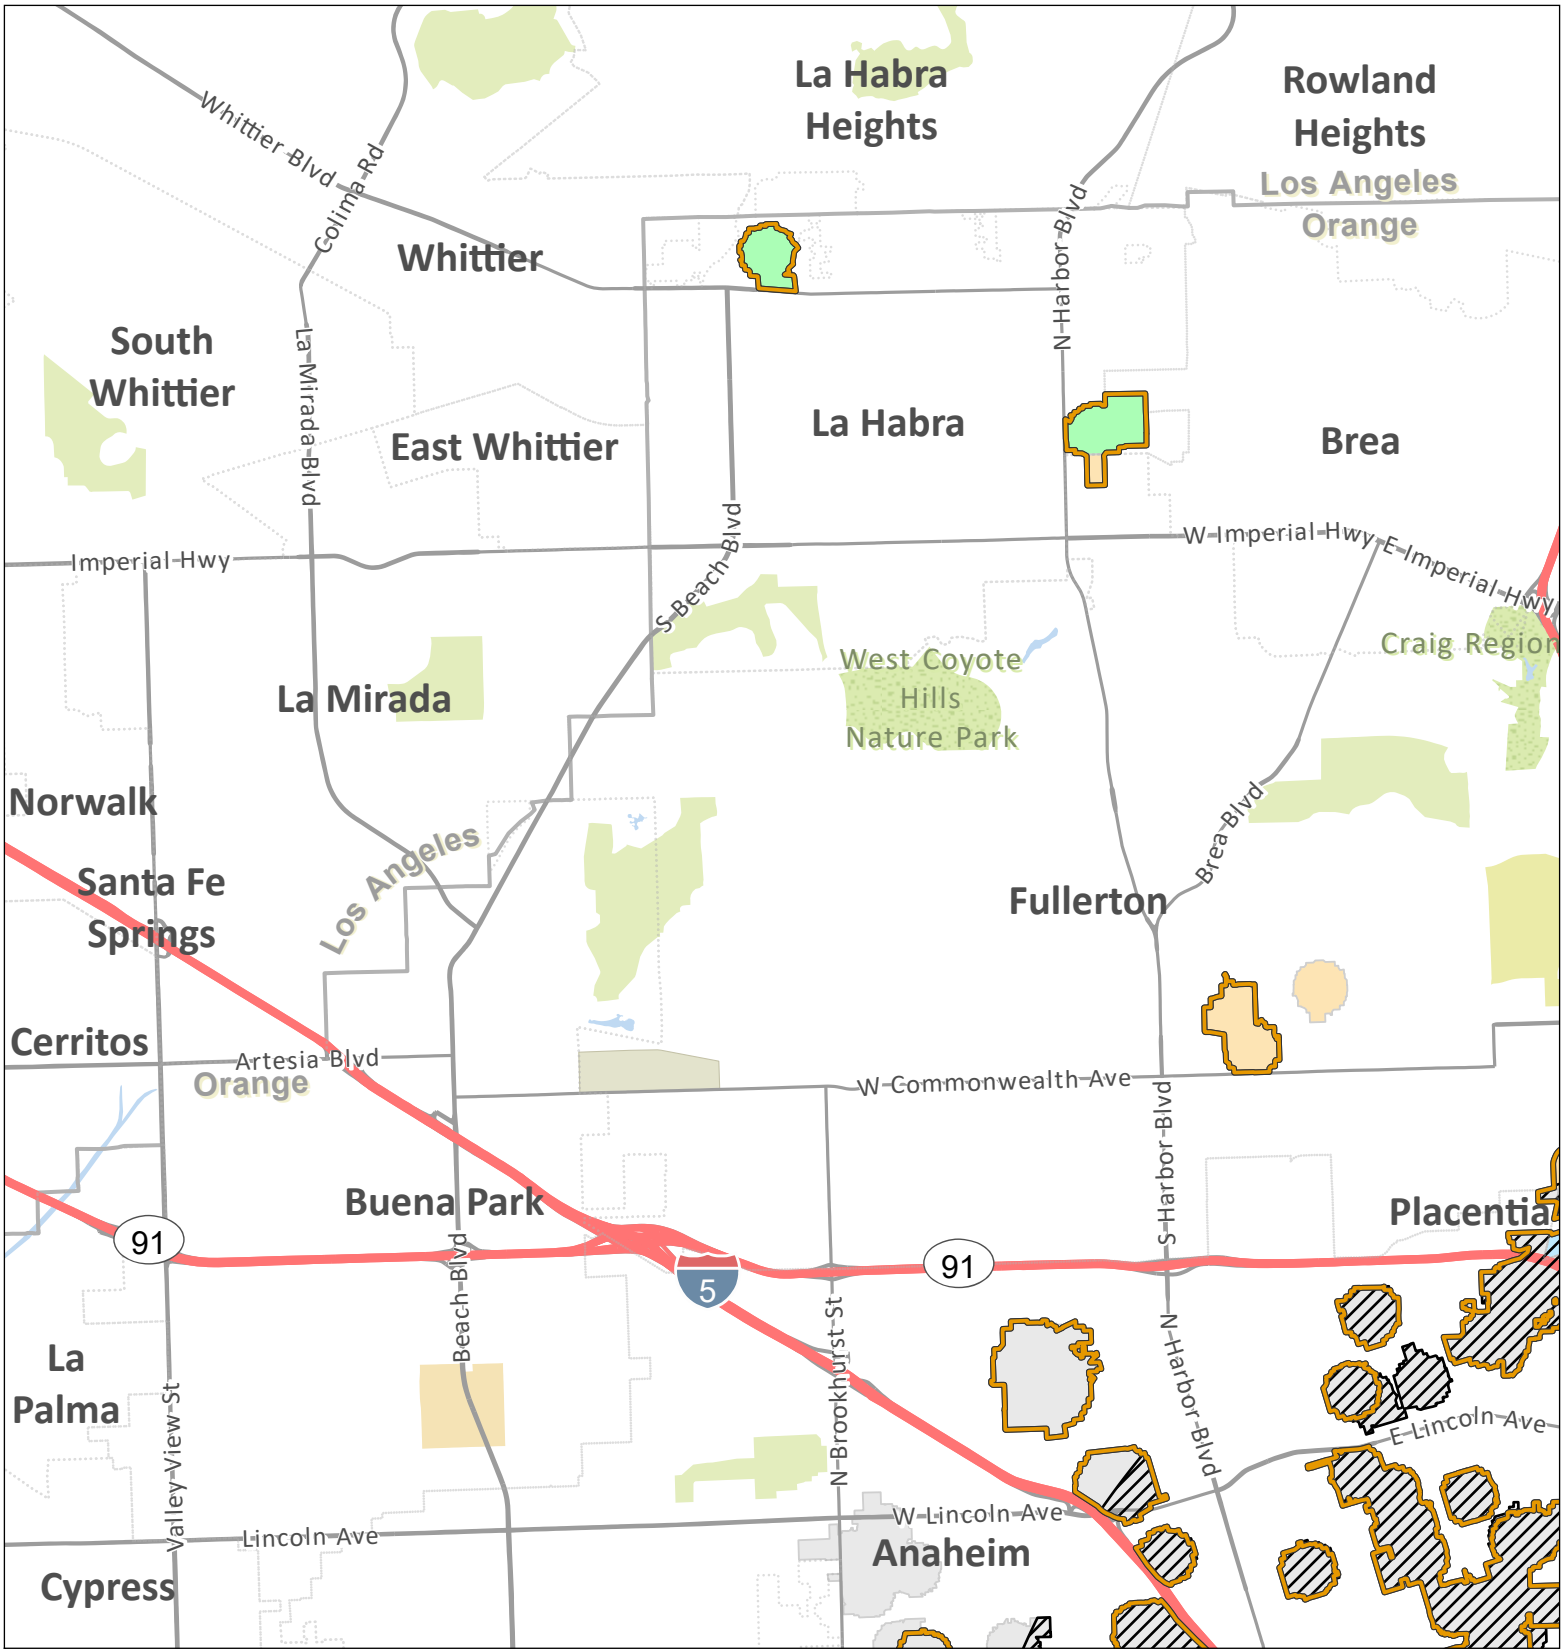 La Habra
Heights
Rowland
Heights
Los Angeles
Orange
Whittier Blvd
Colima Rd
N Harbor Blvd
Whittier
South
Whittier
La Mirada Blvd
East Whittier
La Habra
Brea
S Beach Blvd
Imperial Hwy
W Imperial Hwy
E Imperial Hwy
Craig Region
West Coyote
Hills
Nature Park
La Mirada
Norwalk
Brea Blvd
Los Angeles
Santa Fe
Springs
Fullerton
Cerritos
Artesia Blvd
Orange
W Commonwealth Ave
S Harbor Blvd
Buena Park
Placentia
91
91
5
Beach Blvd
N Brookhurst St
N Harbor Blvd
La
Palma
Valley View St
E Lincoln Ave
W Lincoln Ave
Lincoln Ave
Anaheim
Cypress